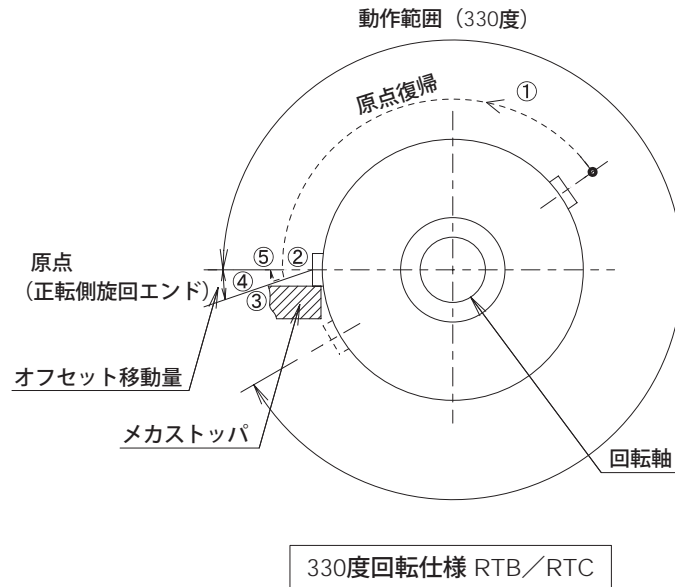 動作範囲（330度）
原点復帰
①
⑤
②
原点
（正転側旋回エンド）
④
③
オフセット移動量
メカストッパ
回転軸
330度回転仕様 RTB／RTC